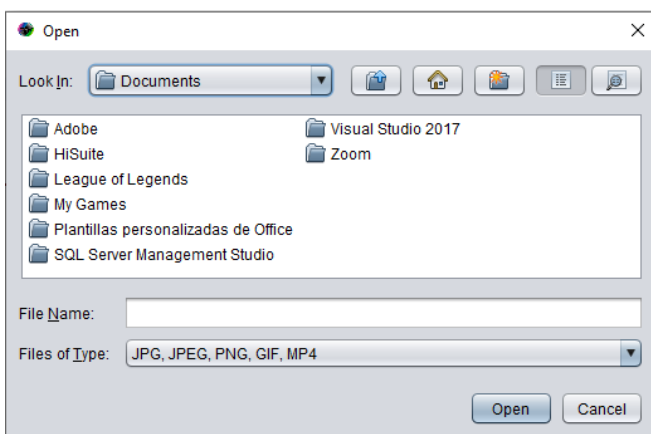 Open
Look In: Documents
Adobe
HiSuite
League of Legends
My Games
Plantillas personalizadas de Office
SQL Server Management Studio
Visual Studio 2017
Zoom
File Name:
Files of Type: JPG, JPEG, PNG, GIF, MP4
Open Cancel